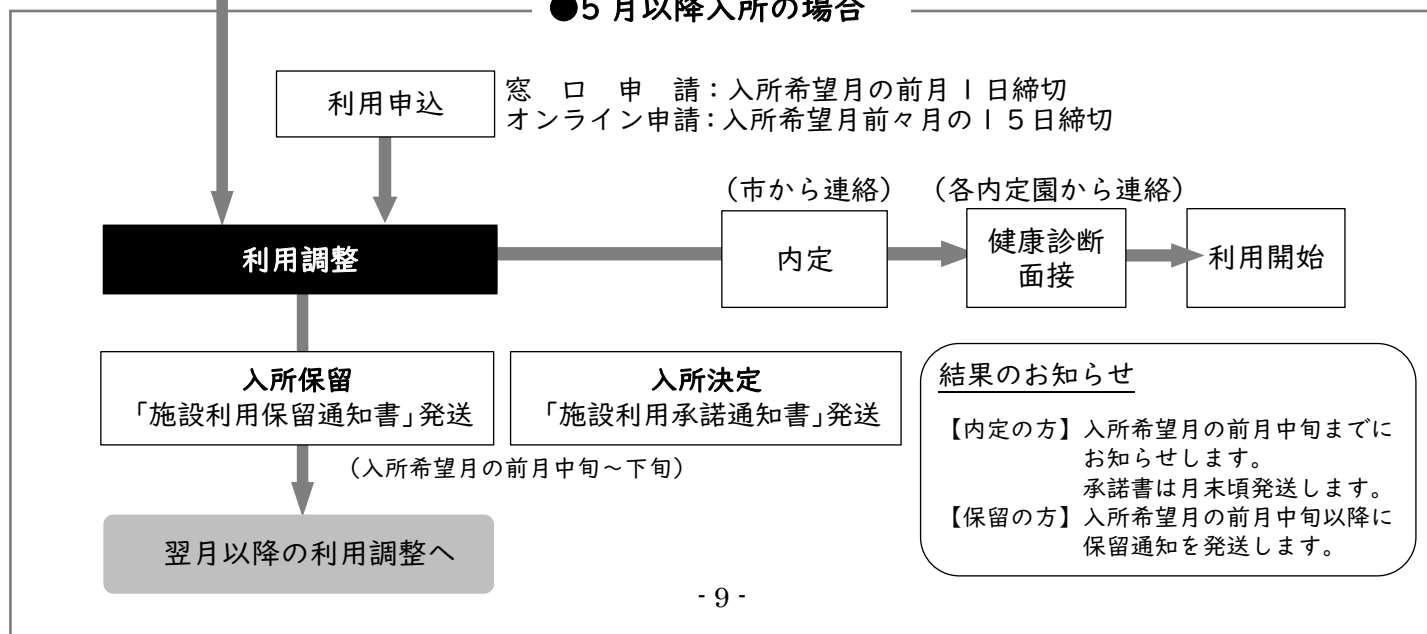 ●5月以降入所の場合
利用申込
窓口申請：入所希望月の前月1日締切
オンライン申請：入所希望月前々月の15日締切
（市から連絡）
（各内定園から連絡）
利用調整
内定
健康診断
面接
利用開始
入所保留
「施設利用保留通知書」発送
入所決定
「施設利用承諾通知書」発送
（入所希望月の前月中旬～下旬）
翌月以降の利用調整へ
結果のお知らせ
【内定の方】入所希望月の前月中旬までに
お知らせします。
承諾書は月末頃発送します。
【保留の方】入所希望月の前月中旬以降に
保留通知を発送します。
- 9 -